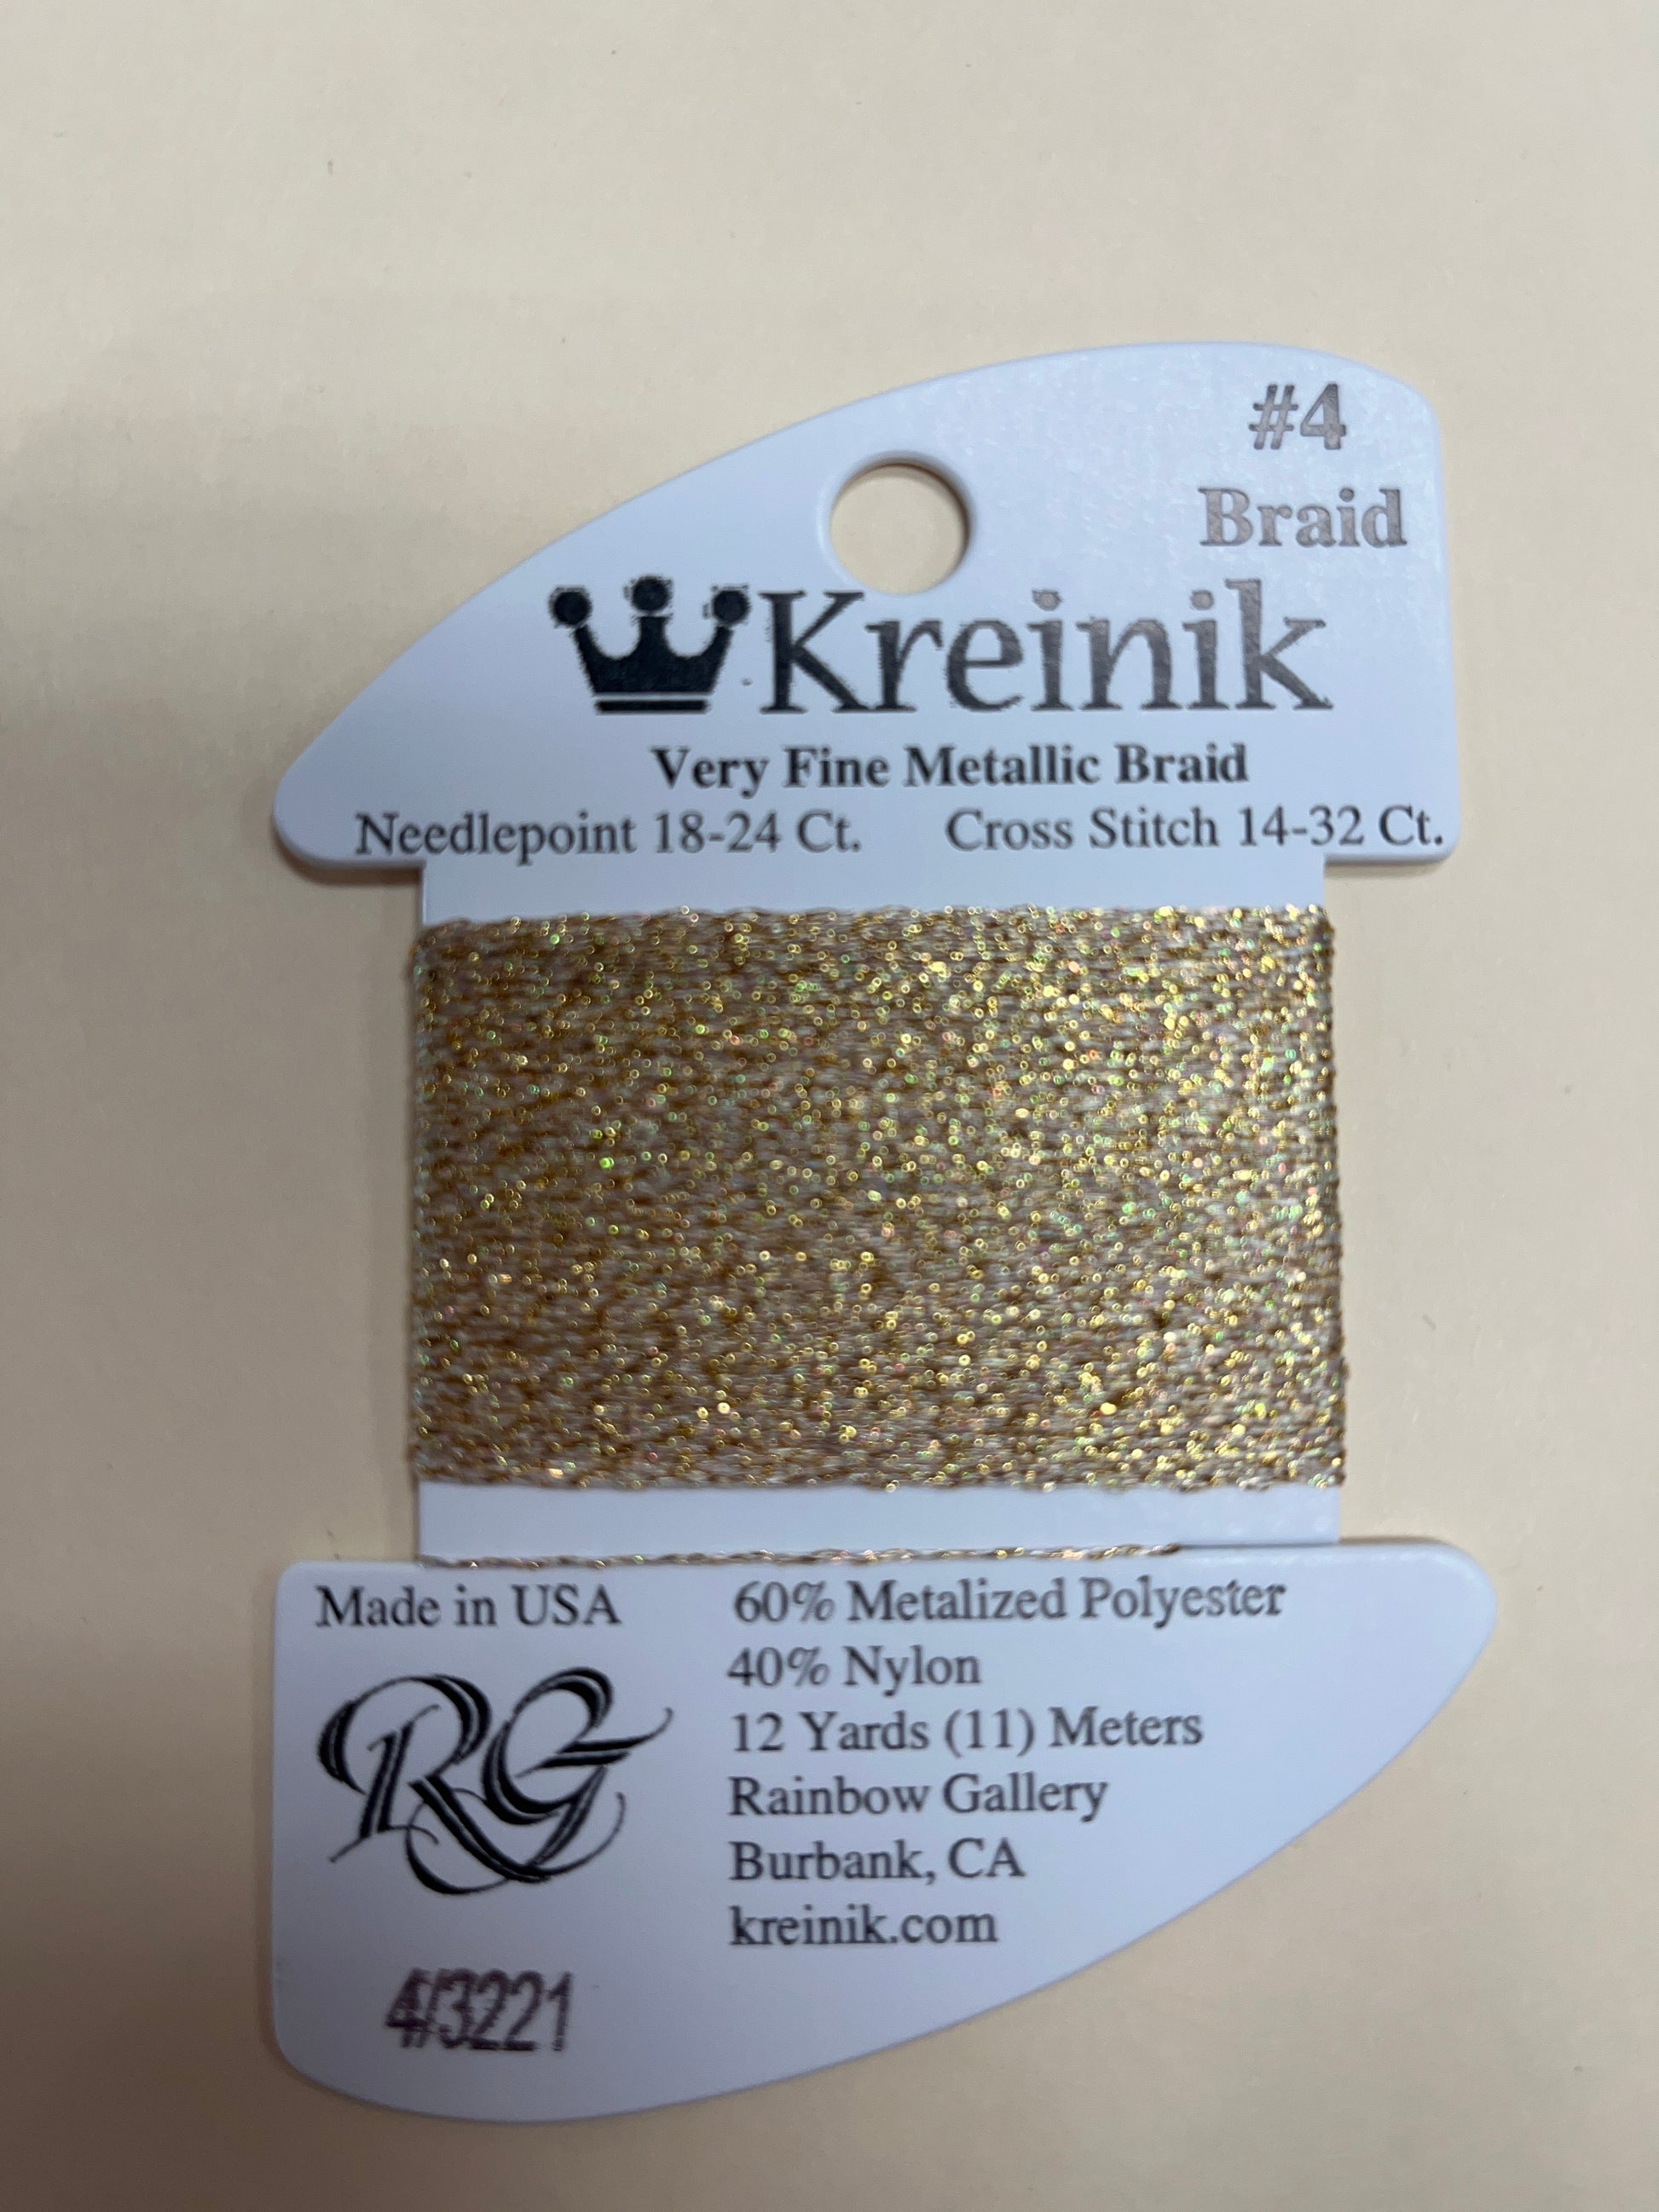 #4
Braid
Kreinik
Very Fine Metallic Braid
Needlepoint 18-24 Ct. Cross Stitch 14-32 Ct.
Made in USA
60% Metalized Polyester
40% Nylon
12 Yards (11) Meters
Rainbow Gallery
Burbank, CA
kreinik.com
RG
4/3221